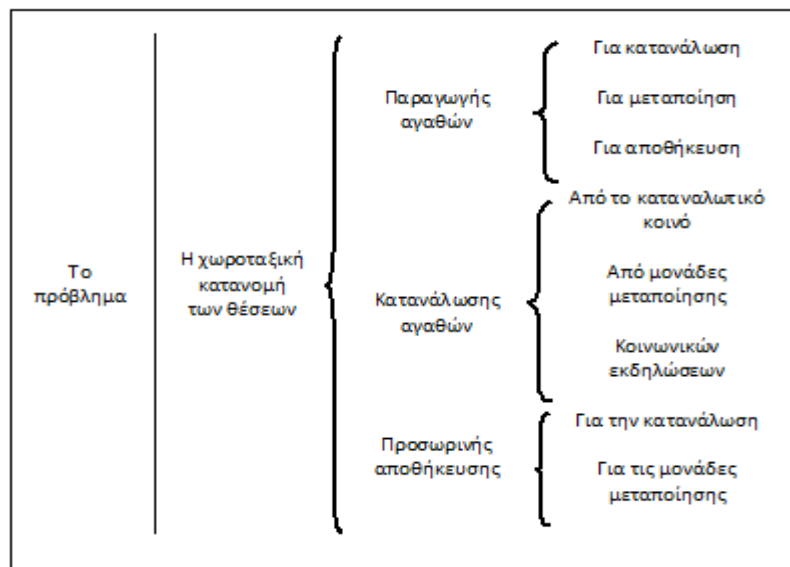 Το
πρόβλημα
Η χωροταξική
κατανομή
των θέσεων
Παραγωγής
αγαθών
Για κατανάλωση
Για μεταποίηση
Για αποθήκευση
Κατανάλωσης
αγαθών
Από το καταναλωτικό
κοινό
Από μονάδες
μεταποίησης
Κοινωνικών
εκδηλώσεων
Προσωρινής
αποθήκευσης
Για την κατανάλωση
Για τις μονάδες
μεταποίησης